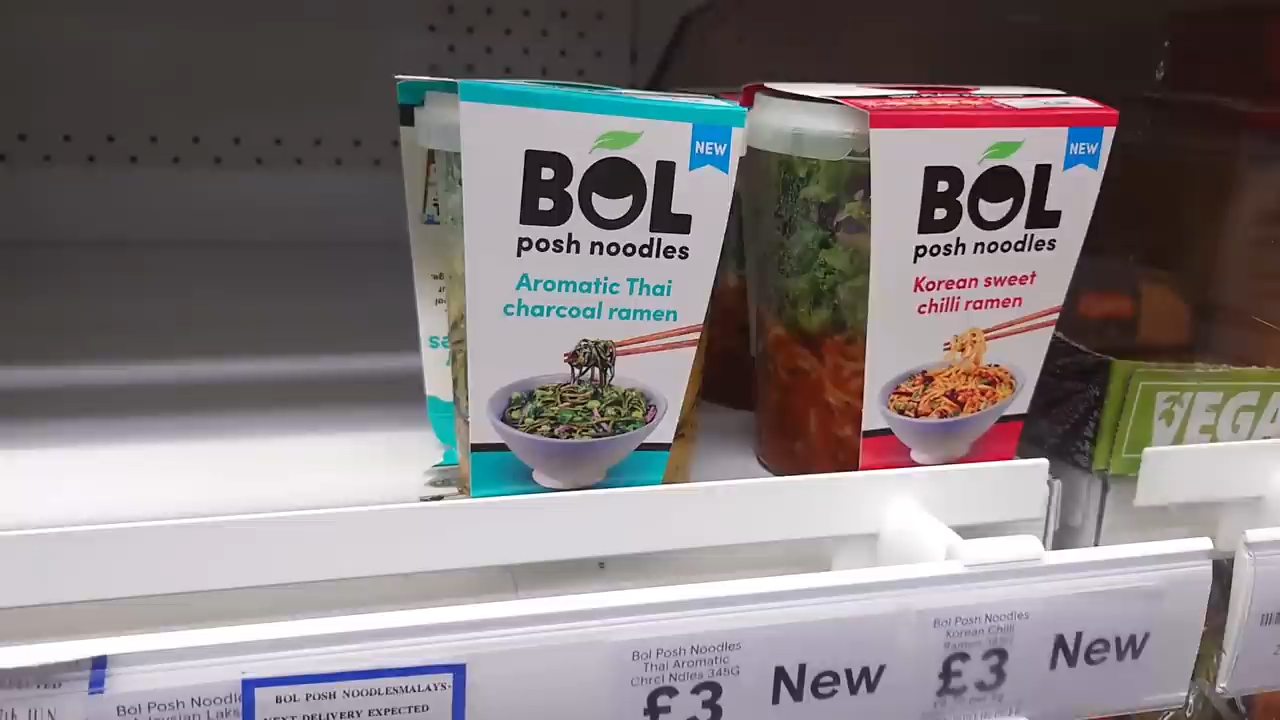 BOL
posh noodles
Aromatic Thai
charcoal ramen
NEW
BOL
posh noodles
Korean sweet
chilli ramen
NEW
VEGA
Bol Posh Noodle
BOL POSH NOODLESMALAYS-
NEXT DELIVERY EXPECTED
Bol Posh Noodles
Thai Aromatic
Chrcl Ndles 345G
£3
New
Bol Posh Noodles
Korean Chilli
£3
New